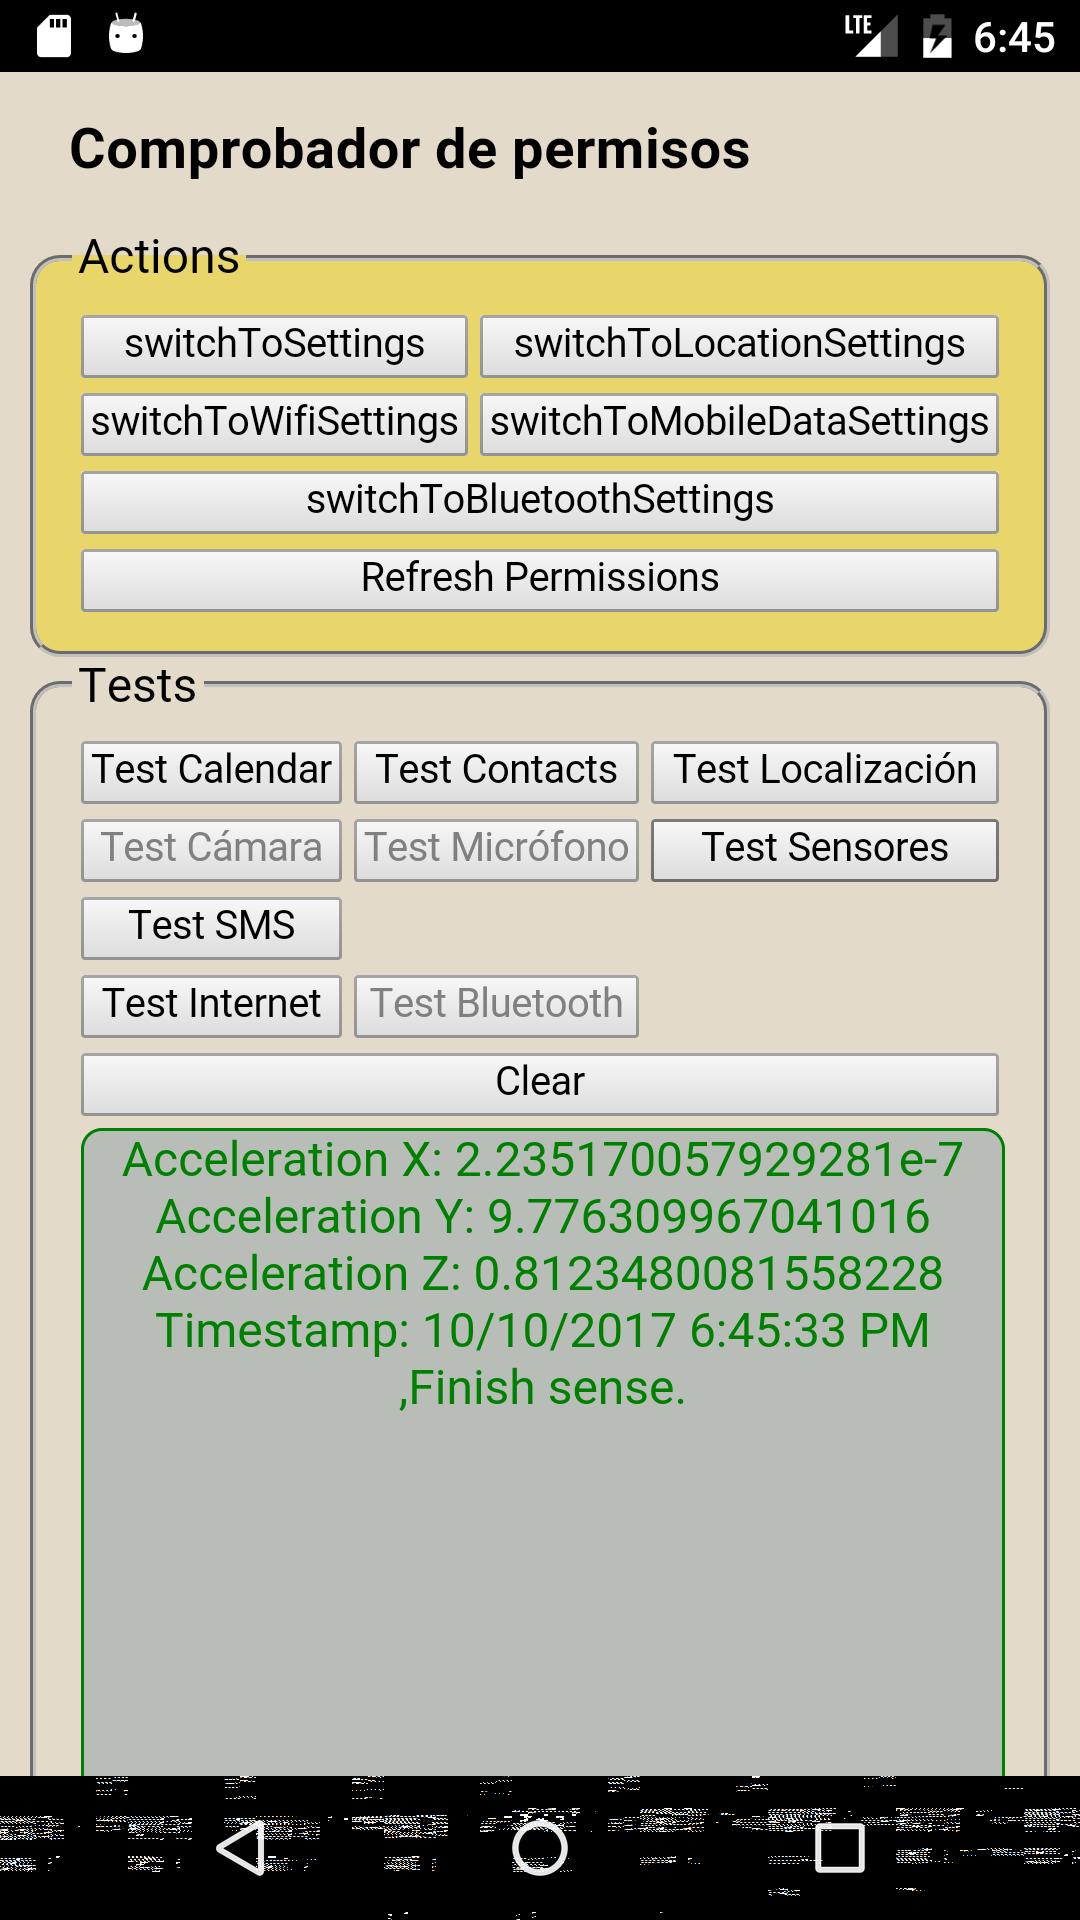 LTE 6:45
Comprobador de permisos
Actions
switchToSettings switchToLocationSettings
switchToWifiSettings switchToMobileDataSettings
switchToBluetoothSettings
Refresh Permissions
Tests
Test Calendar Test Contacts Test Localización
Test Cámara Test Micrófono Test Sensores
Test SMS
Test Internet Test Bluetooth
Clear
Acceleration X: 2.2351700579​29281e-7
Acceleration Y: 9.776309967041016
Acceleration Z: 0.8123480081558228
Timestamp: 10/10/2017 6:45:33 PM
,Finish sense.